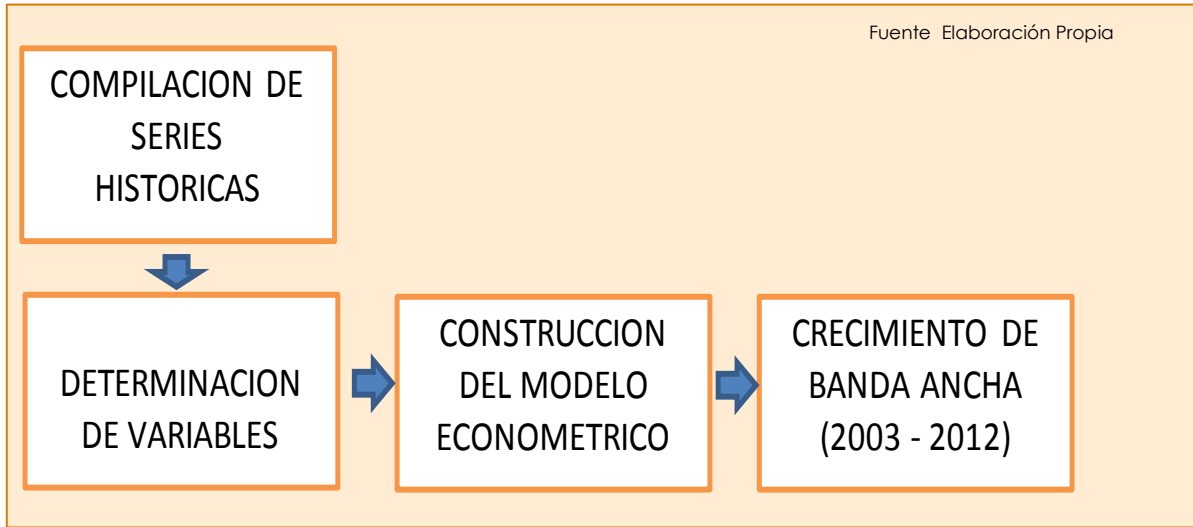 Fuente Elaboración Propia
COMPILACION DE
SERIES
HISTORICAS
DETERMINACION
DE VARIABLES
CONSTRUCCION
DEL MODELO
ECONOMETRICO
CRECIMIENTO DE
BANDA ANCHA
(2003 - 2012)